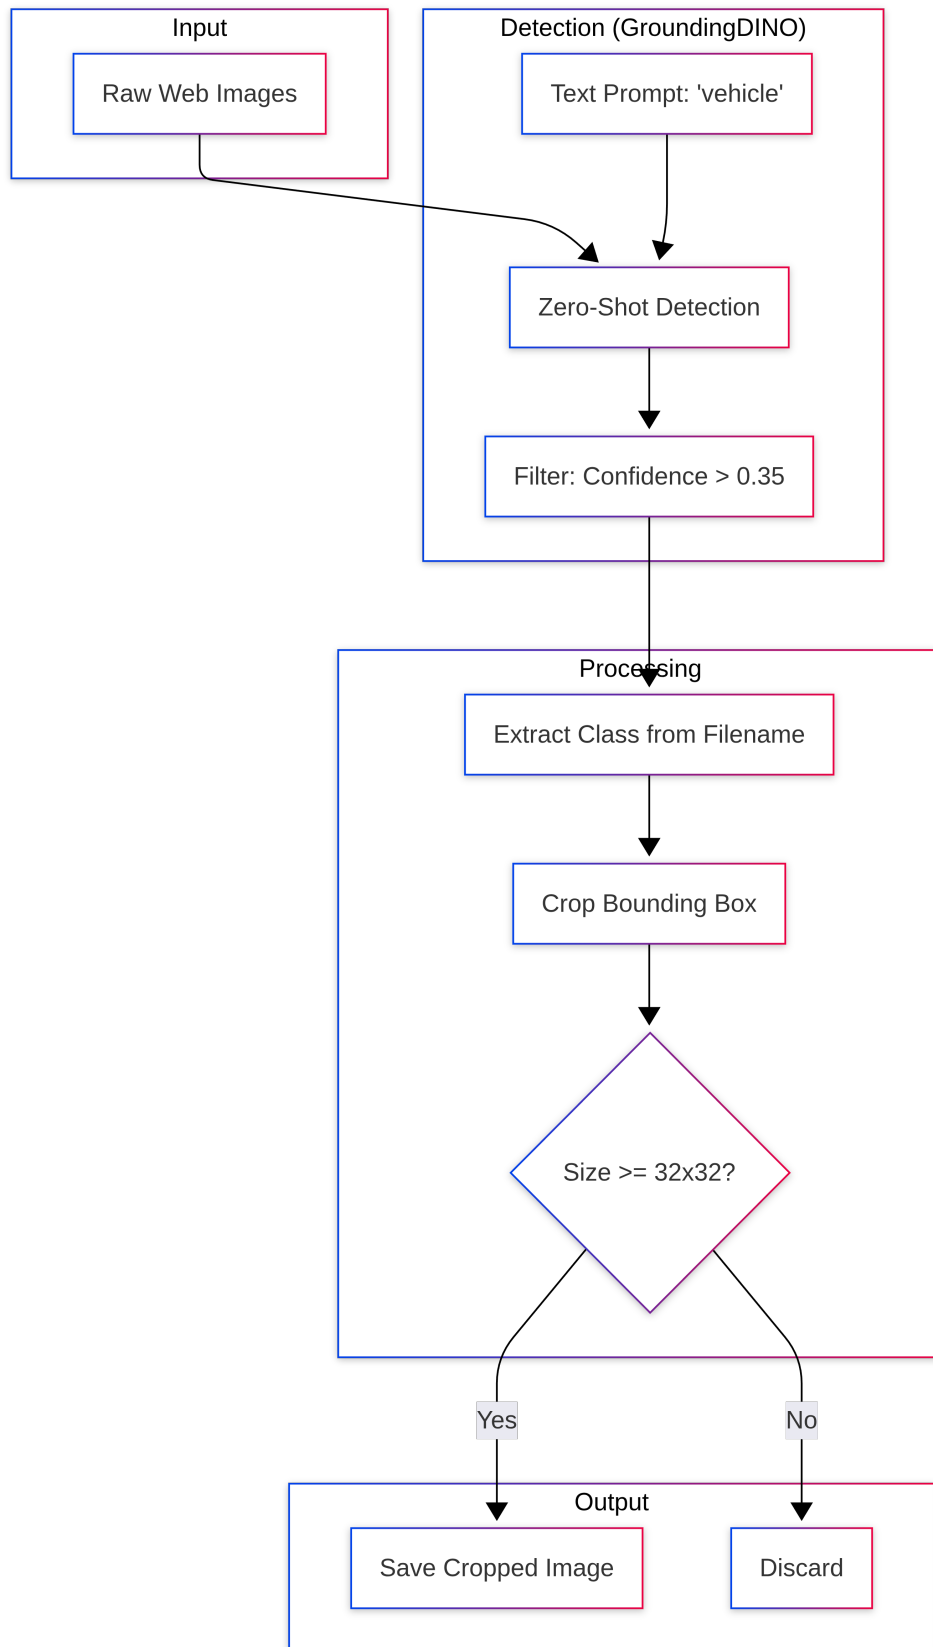 Input
Raw Web Images
Detection (GroundingDINO)
Text Prompt: 'vehicle'
Zero-Shot Detection
Filter: Confidence > 0.35
Processing
Extract Class from Filename
Crop Bounding Box
Size >= 32x32?
Yes
No
Output
Save Cropped Image
Discard